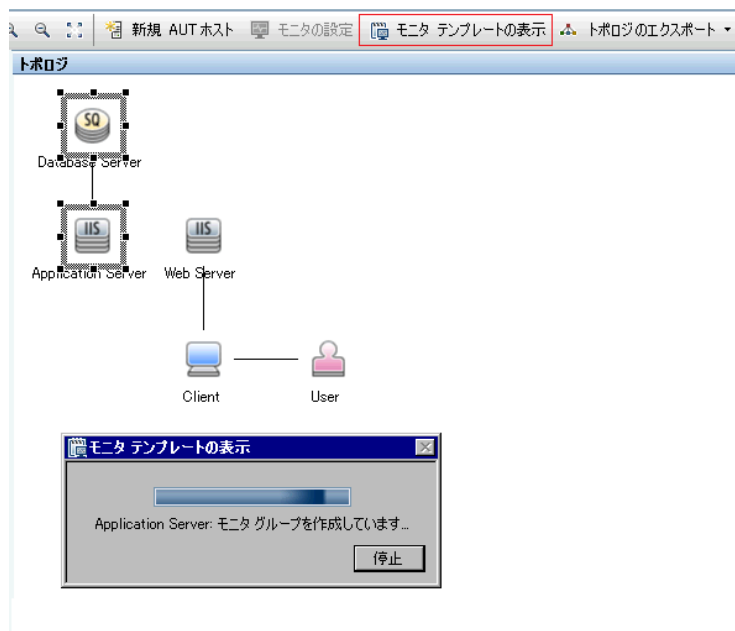 新規 AUT ホスト モニタの設定 モニタ テンプレートの表示 トポロジのエクスポート
トポロジ
SQ
Database Server
IIS IIS
Application Server Web Server
Client User
モニタ テンプレートの表示
Application Server: モニタ グループを作成しています...
停止